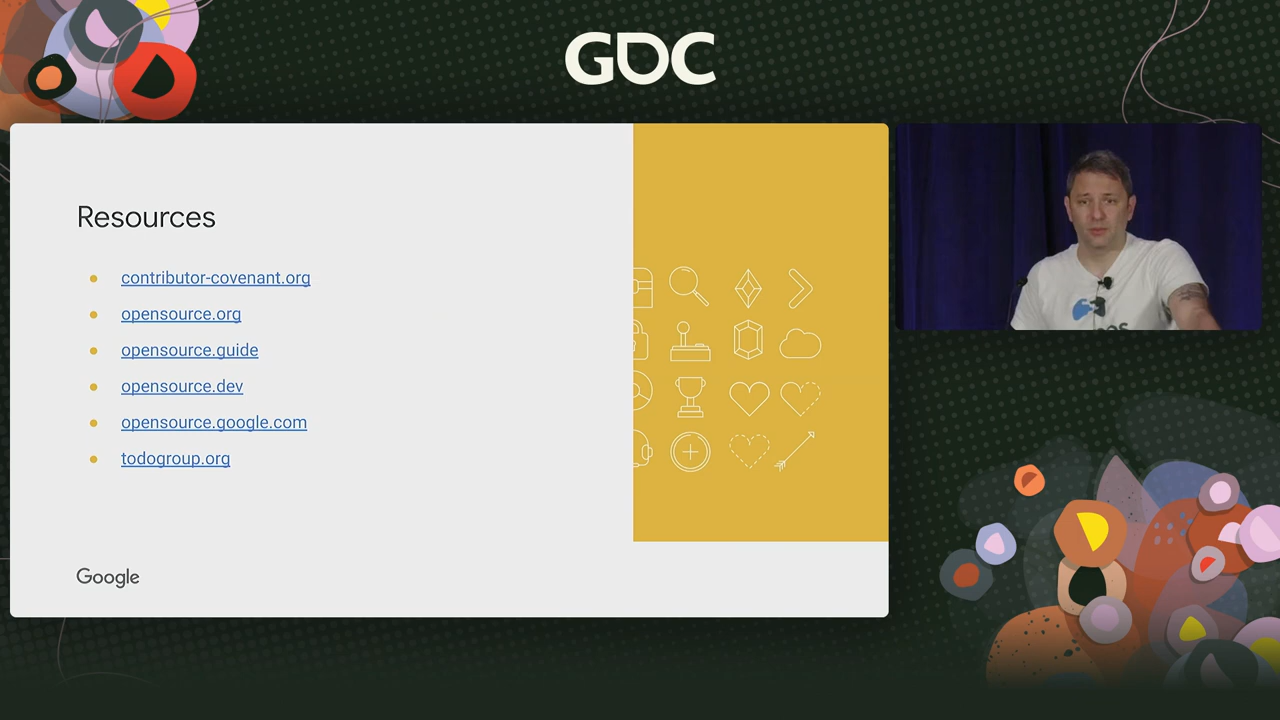 GDC
Resources
contributor-covenant.org
opensource.org
opensource.guide
opensource.dev
opensource.google.com
todogroup.org
Google